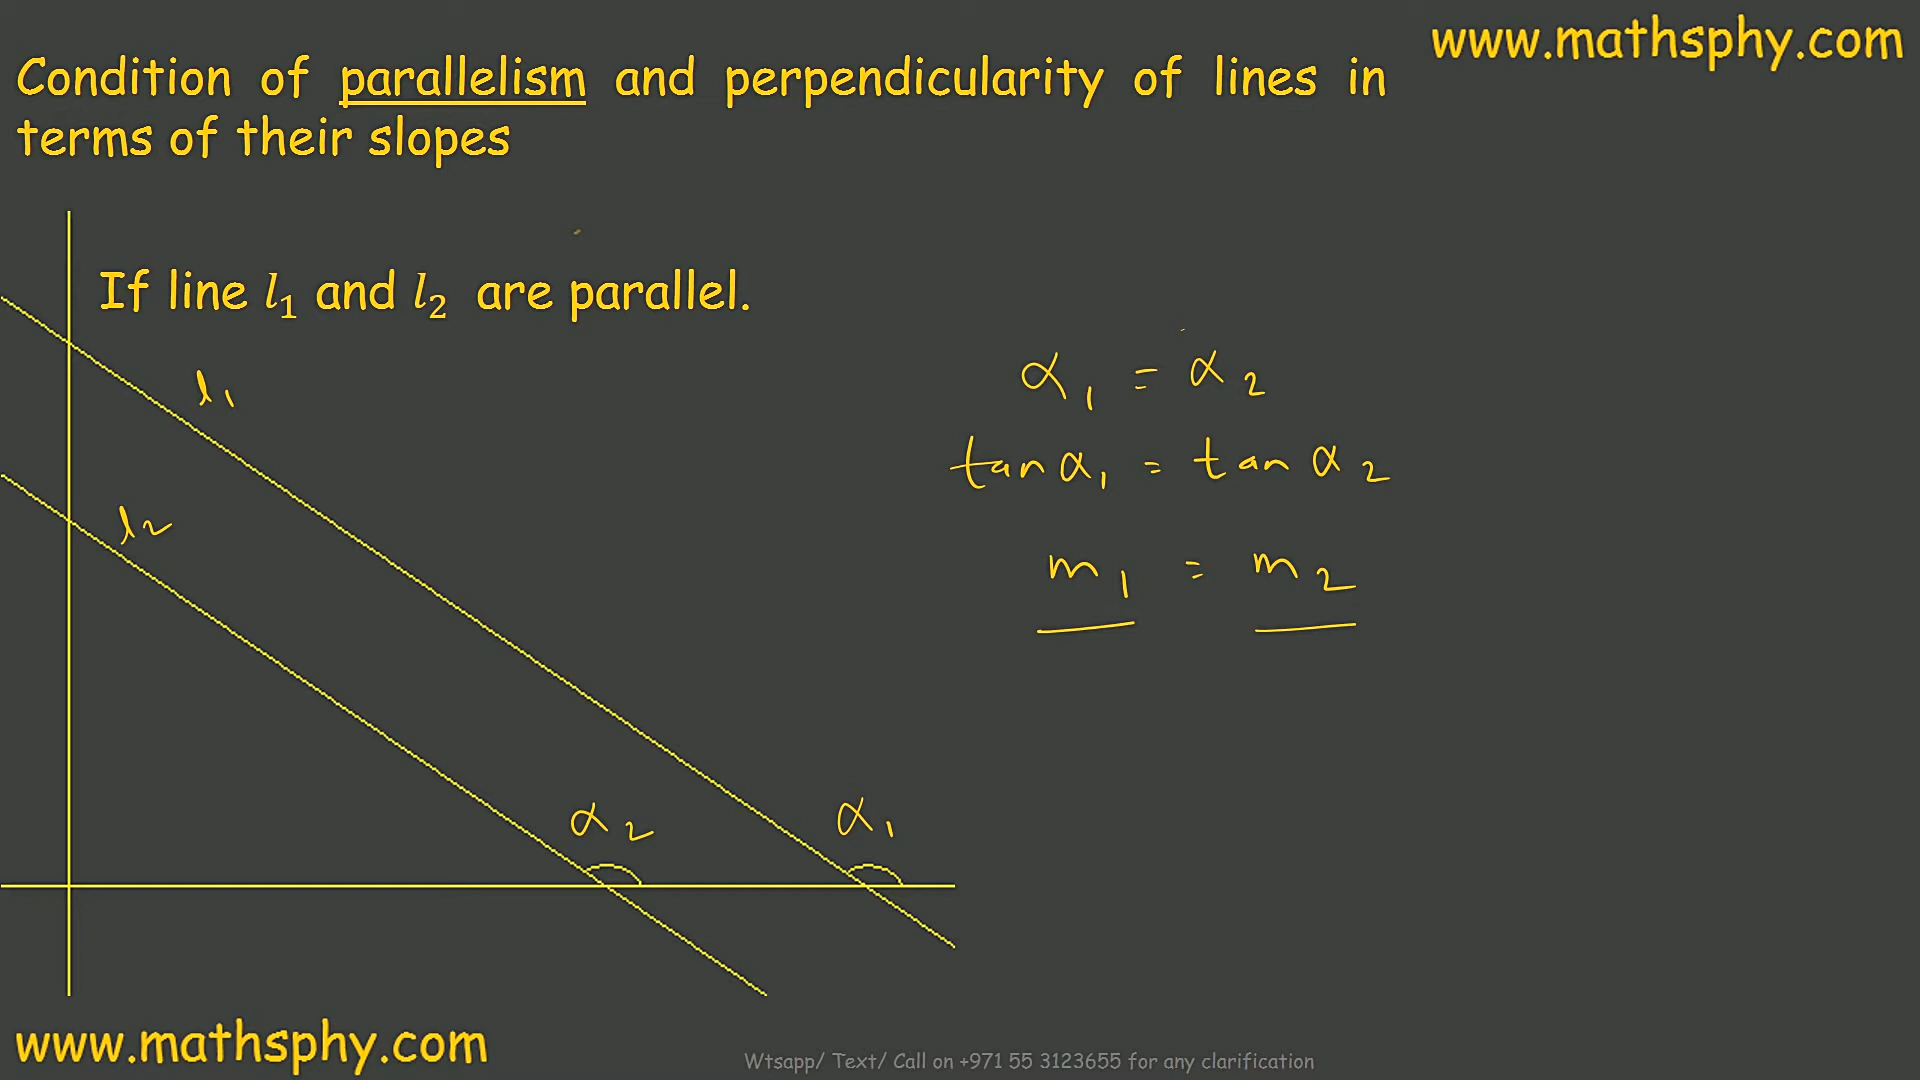 www.mathsphy.com
Condition of parallelism and perpendicularity of lines in
terms of their slopes
If line l₁ and l₂ are parallel.
l₁
l₂
α₁ = α₂
tan α₁ = tan α₂
m₁ = m₂
α₂
α₁
www.mathsphy.com
Wtsapp/ Text/ Call on +971 55 3123655 for any clarification